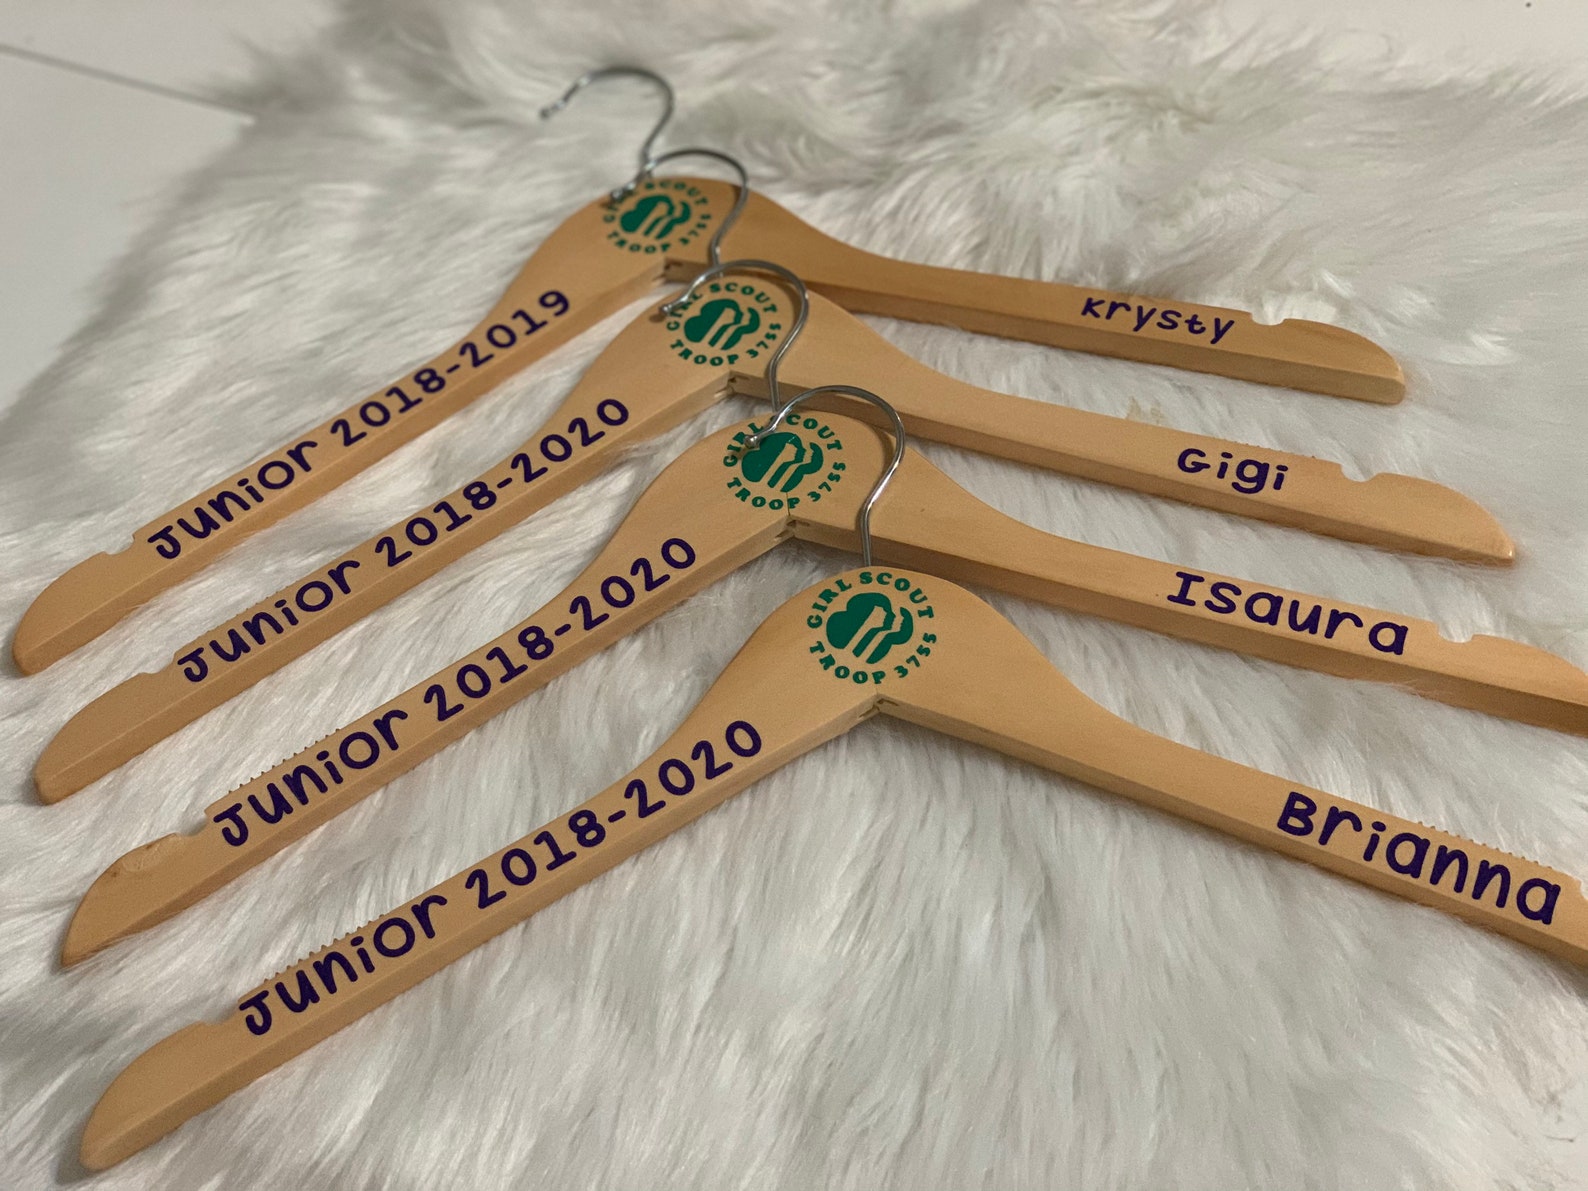 GIRL SCOUT
TROOP 3755
Junior 2018-2019
Krysty
GIRL SCOUT
TROOP 3755
Junior 2018-2020
Gigi
GIRL SCOUT
TROOP 3755
Junior 2018-2020
Isaura
GIRL SCOUT
TROOP 3755
Junior 2018-2020
Brianna